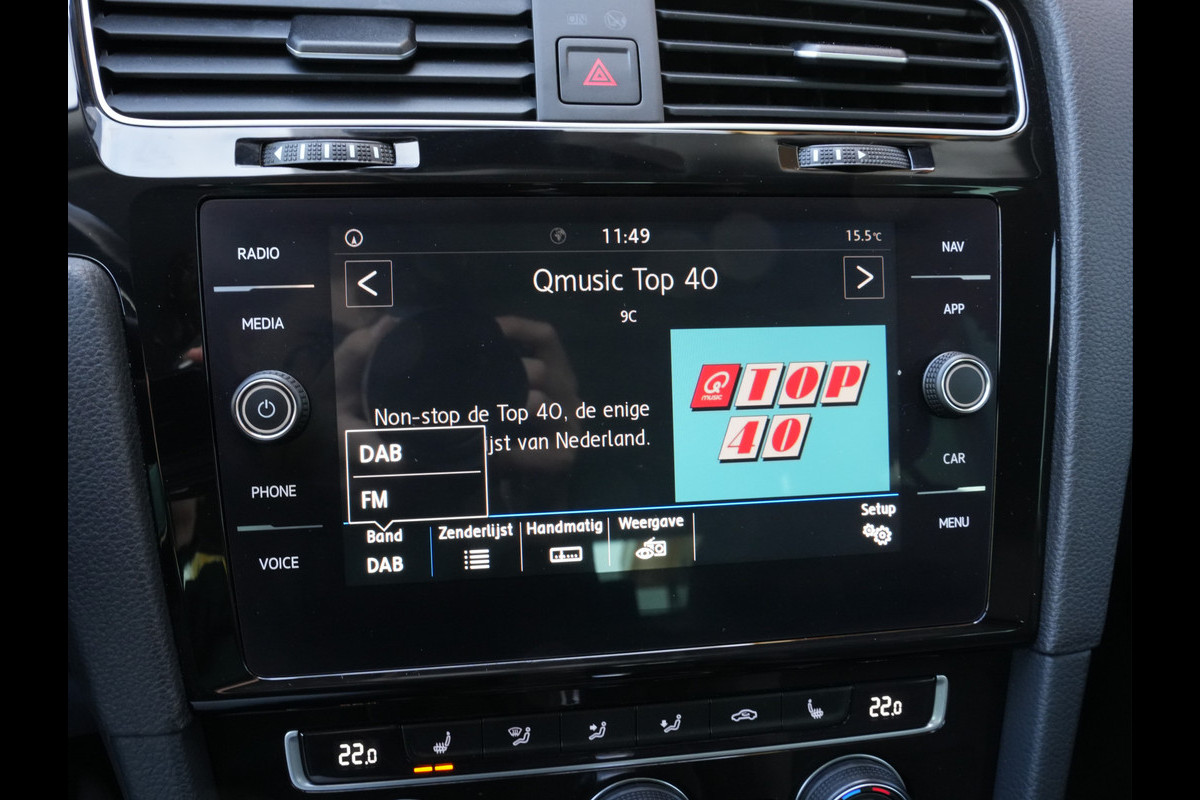 RADIO
MEDIA
PHONE
VOICE
11:49
15.5°C
<
Qmusic Top 40
>
9C
Non-stop de Top 40, de enige
jst van Nederland.
Q
music
TOP
40
DAB
FM
Band
DAB
Zenderlijst
Handmatig
Weergave
Setup
NAV
APP
CAR
MENU
22.0
22.0